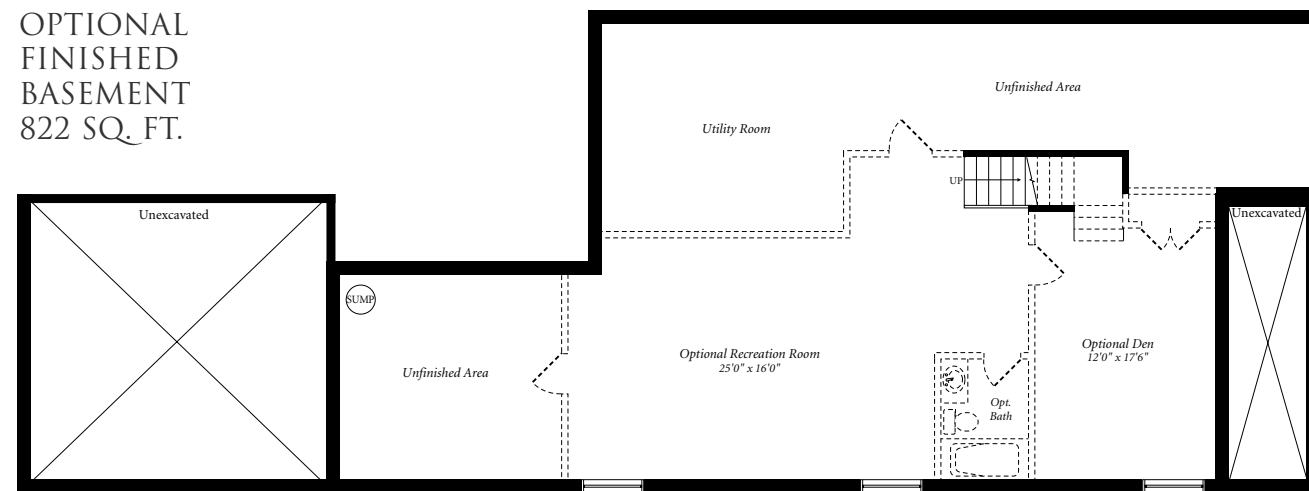 OPTIONAL
FINISHED
BASEMENT
822 SQ. FT.
Unfinished Area
Utility Room
UP
Unexcavated
Unexcavated
SUMP
Optional Recreation Room
25'0" x 16'0"
Optional Den
12'0" x 17'6"
Unfinished Area
Opt.
Bath